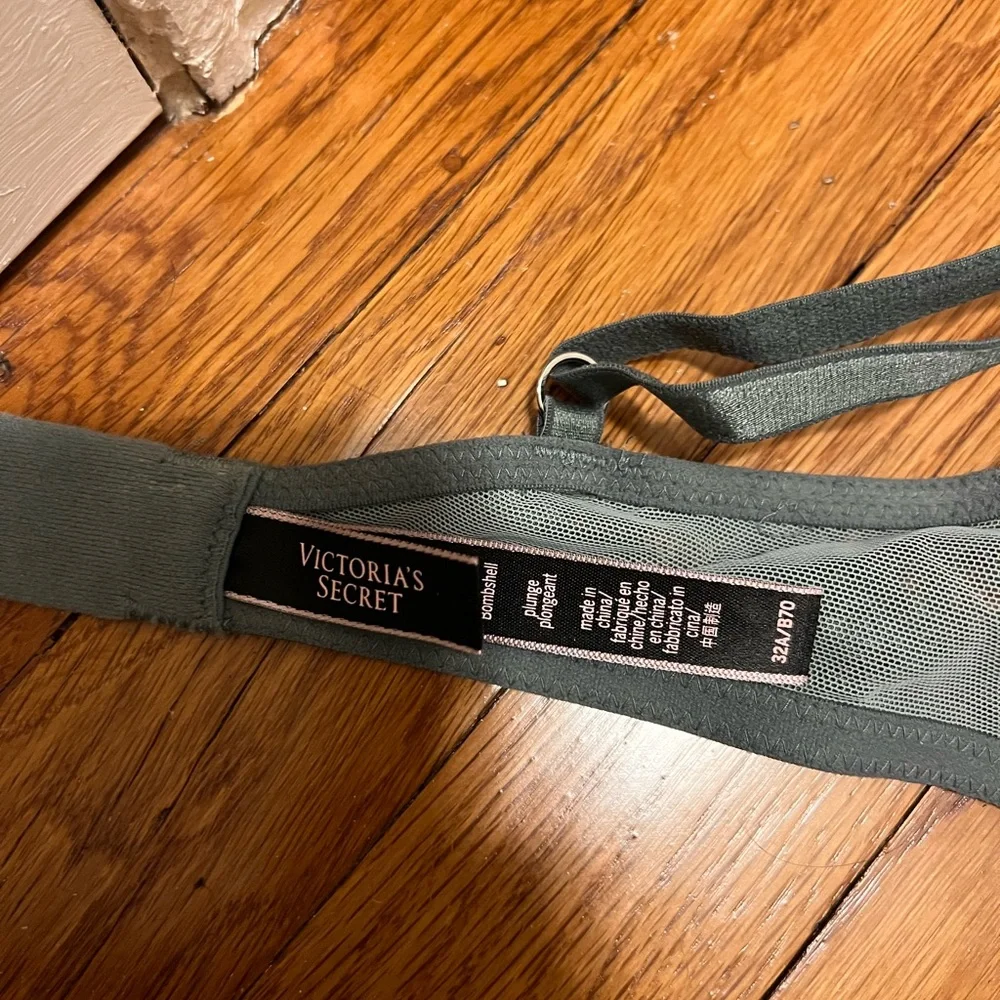 VICTORIA'S
SECRET
bombshell
plunge
plongeant
made in
china/
fabriqué en
chine/hecho
en china/
fabbricato in
cina/
中国制造
32A/B70